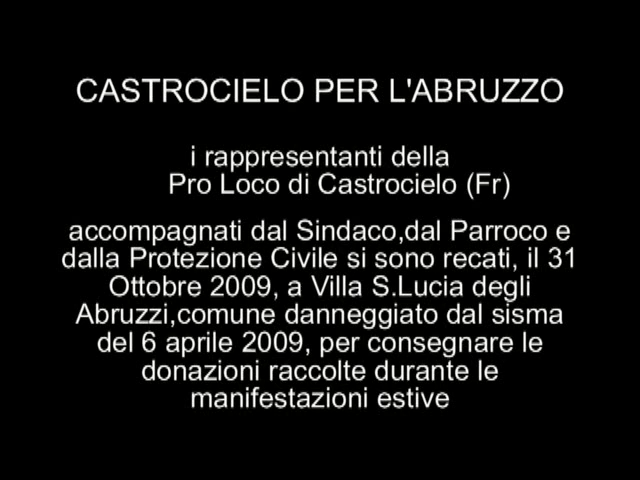 CASTROCIELO PER L'ABRUZZO
i rappresentanti della
Pro Loco di Castrocielo (Fr)
accompagnati dal Sindaco,dal Parroco e
dalla Protezione Civile si sono recati, il 31
Ottobre 2009, a Villa S.Lucia degli
Abruzzi,comune danneggiato dal sisma
del 6 aprile 2009, per consegnare le
donazioni raccolte durante le
manifestazioni estive